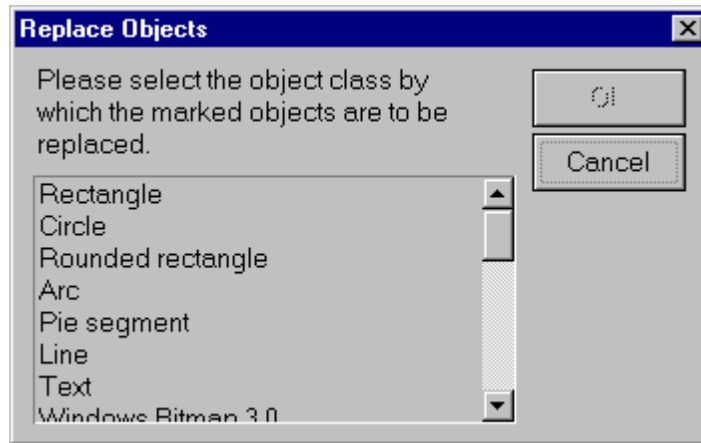 Replace Objects
Please select the object class by
which the marked objects are to be
replaced.
Cancel
Rectangle
Circle
Rounded rectangle
Arc
Pie segment
Line
Text
Windows Bitmap 3.0